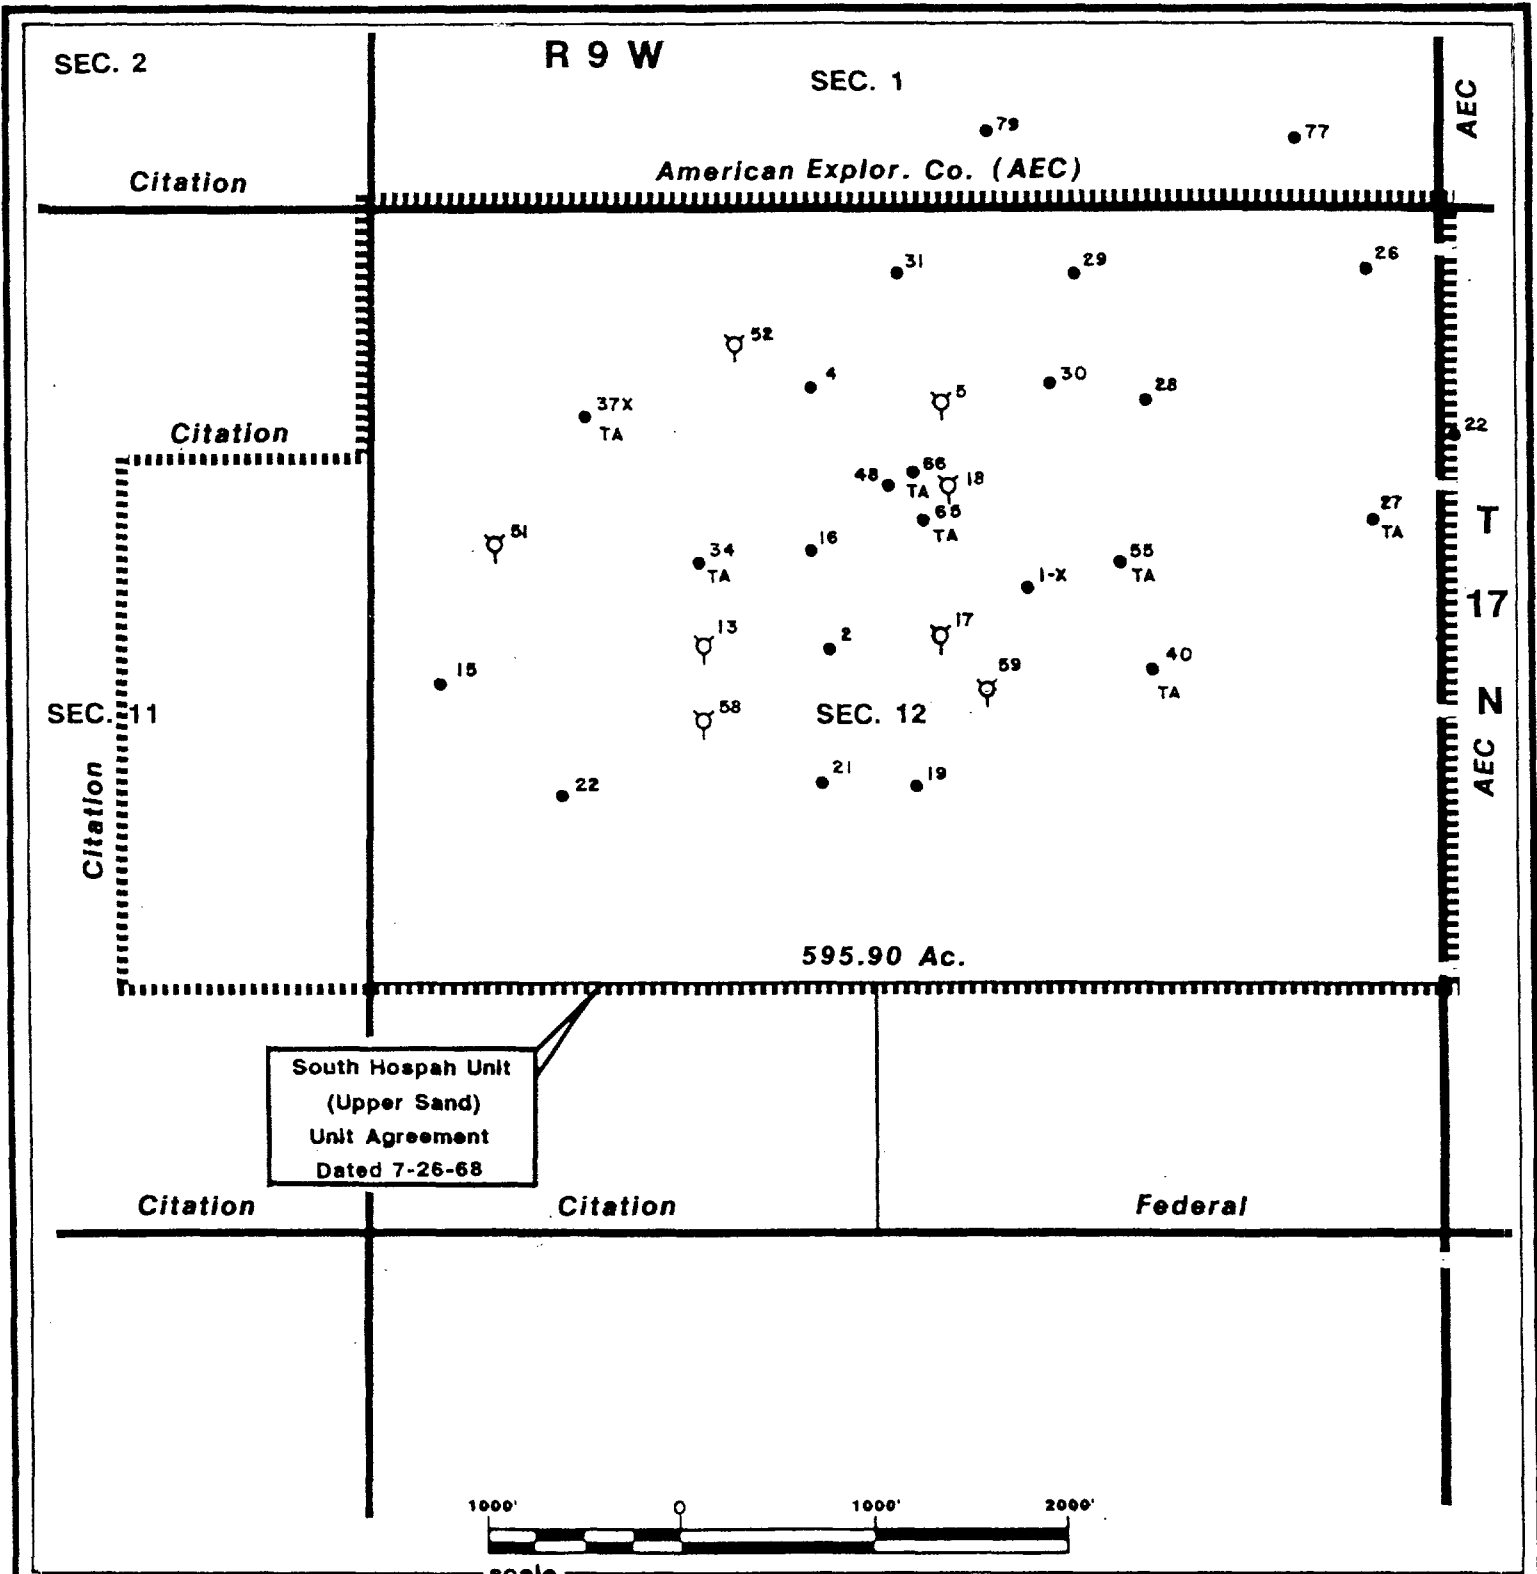 R 9 W
SEC. 2
SEC. 1
AEC
79
77
American Explor. Co. (AEC)
Citation
31
29
26
52
4
5
30
28
37X
TA
22
Citation
66
TA
48
18
65
TA
27
TA
T
51
16
34
TA
55
TA
1-X
17
13
2
17
59
40
TA
15
58
SEC. 11
SEC. 12
N
AEC
21
19
22
Citation
595.90 Ac.
South Hospah Unit
(Upper Sand)
Unit Agreement
Dated 7-26-68
Citation
Citation
Federal
1000' 0 1000' 2000'
scale